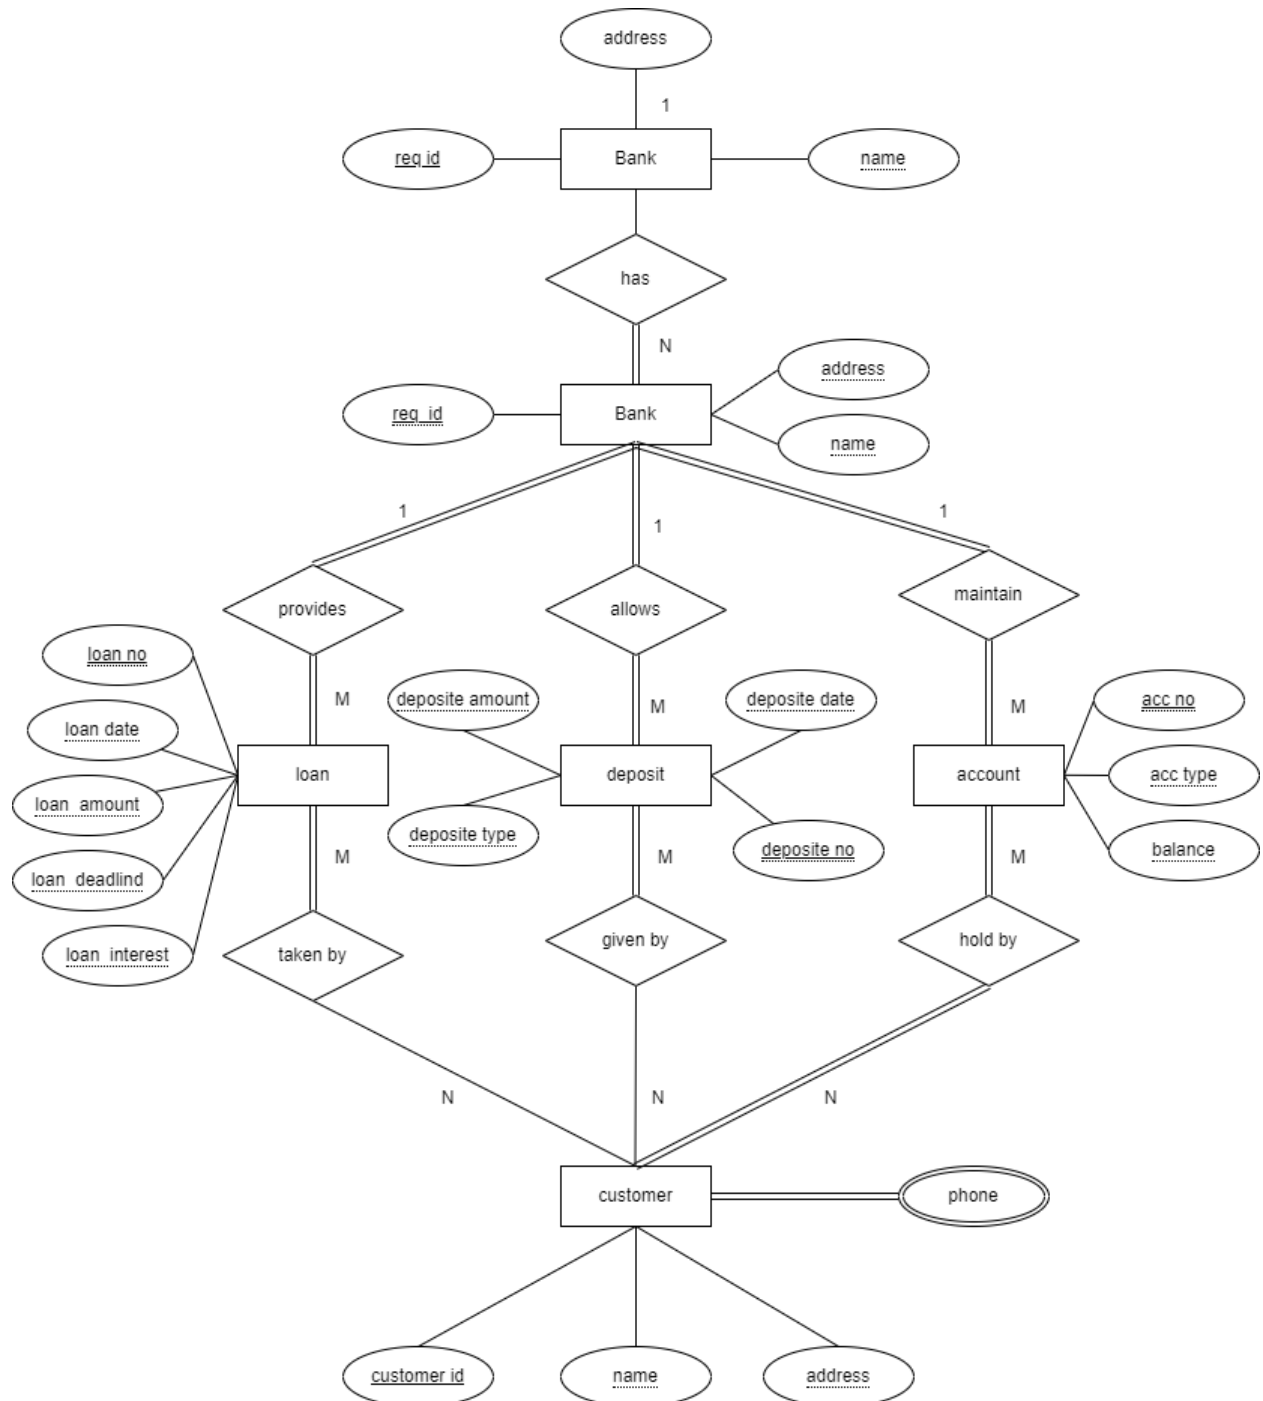 address
1
req id
Bank
name
has
N
address
req  id
Bank
name
1
1
1
provides
allows
maintain
loan no
M
deposite amount
M
deposite date
M
acc no
loan date
loan
deposit
account
acc type
loan  amount
deposite type
deposite no
balance
M
M
M
loan  deadlind
loan  interest
taken by
given by
hold by
N
N
N
customer
phone
customer id
name
address